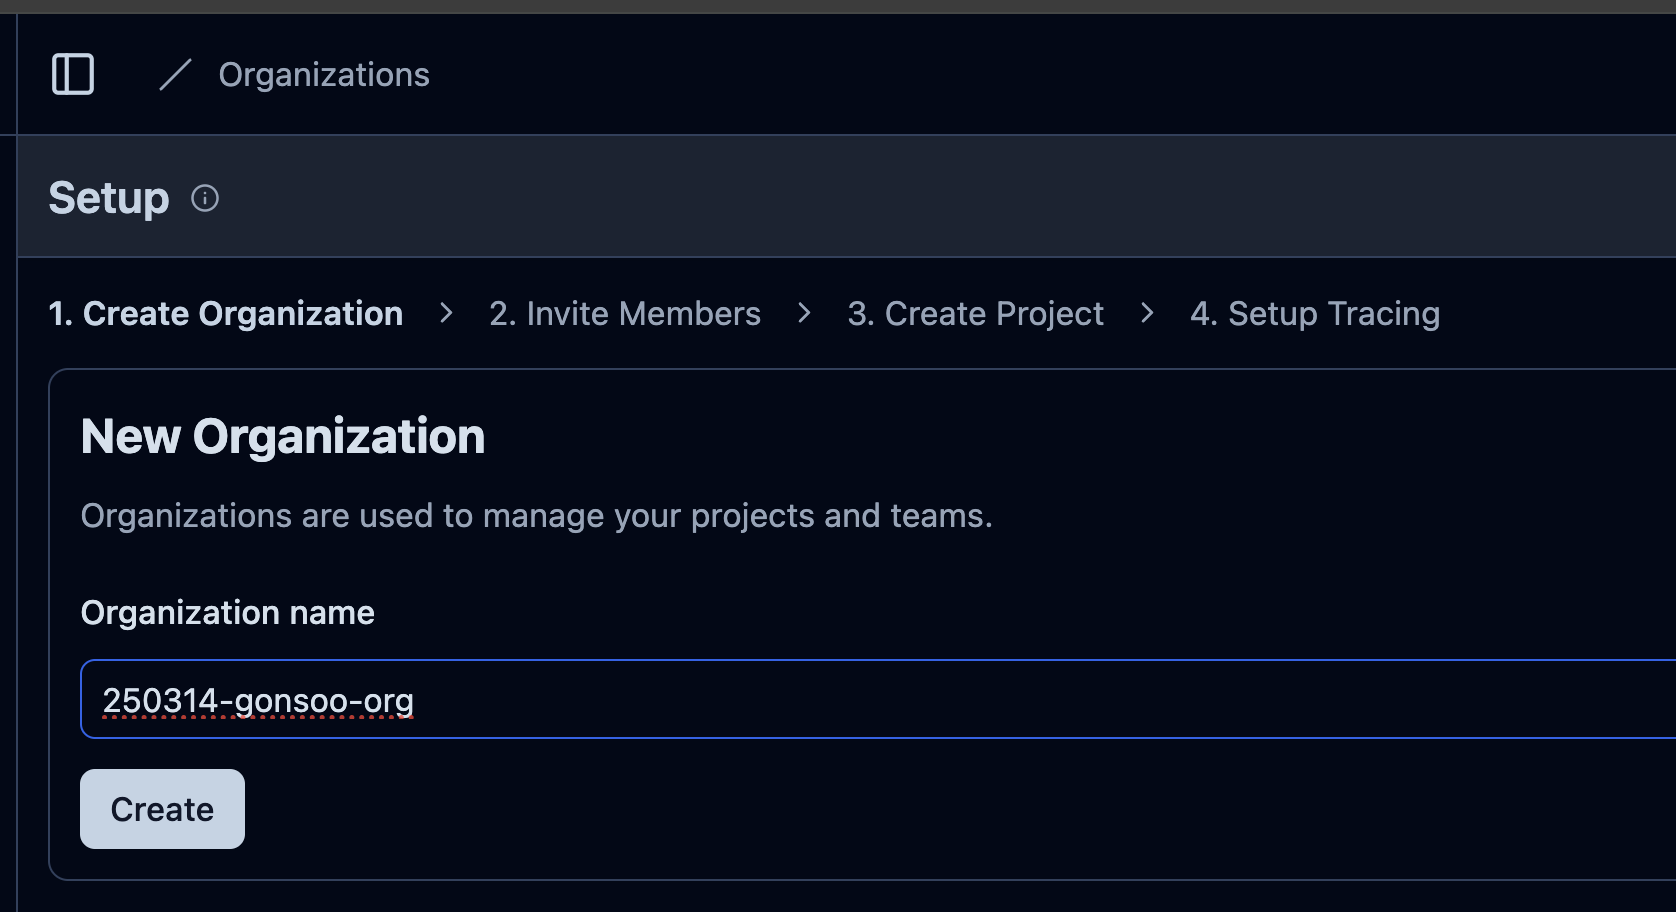 Organizations
Setup
1. Create Organization > 2. Invite Members > 3. Create Project > 4. Setup Tracing
New Organization
Organizations are used to manage your projects and teams.
Organization name
250314-gonsoo-org
Create